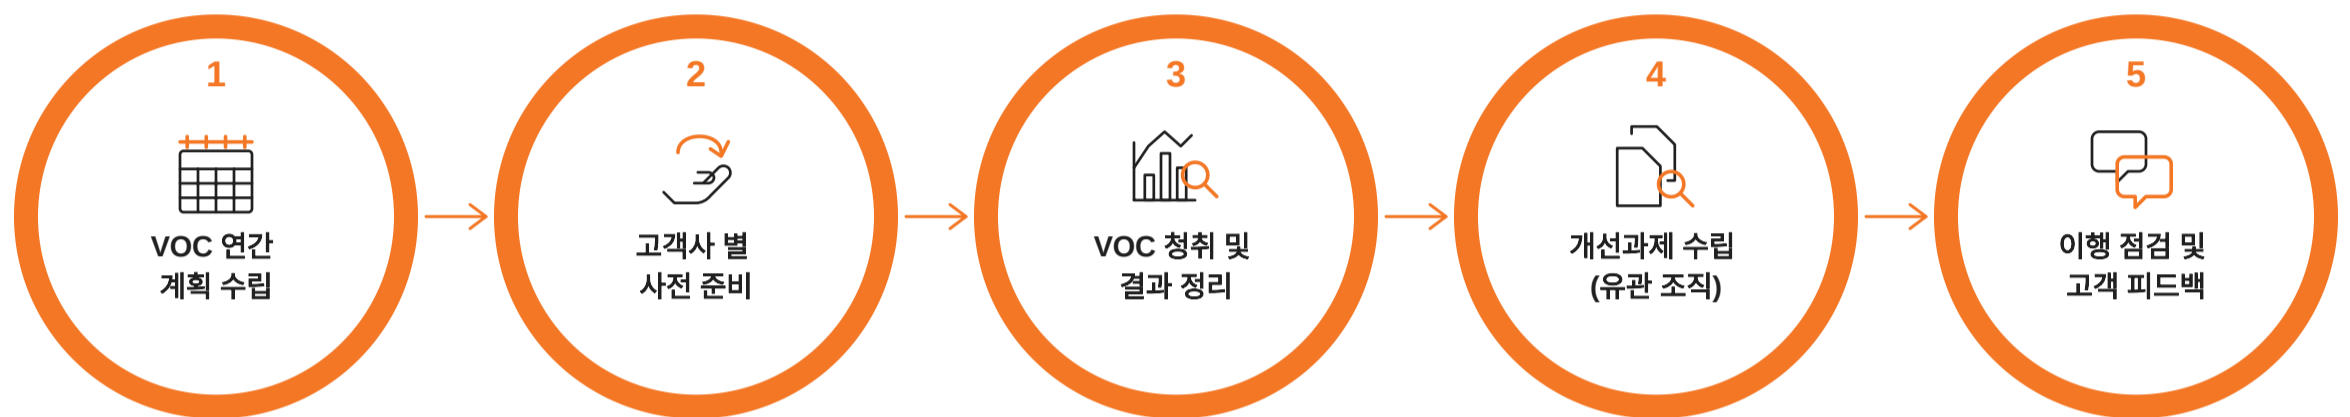 1
VOC 연간
계획 수립
2
고객사 별
사전 준비
3
VOC 청취 및
결과 정리
4
개선과제 수립
(유관 조직)
5
이행 점검 및
고객 피드백